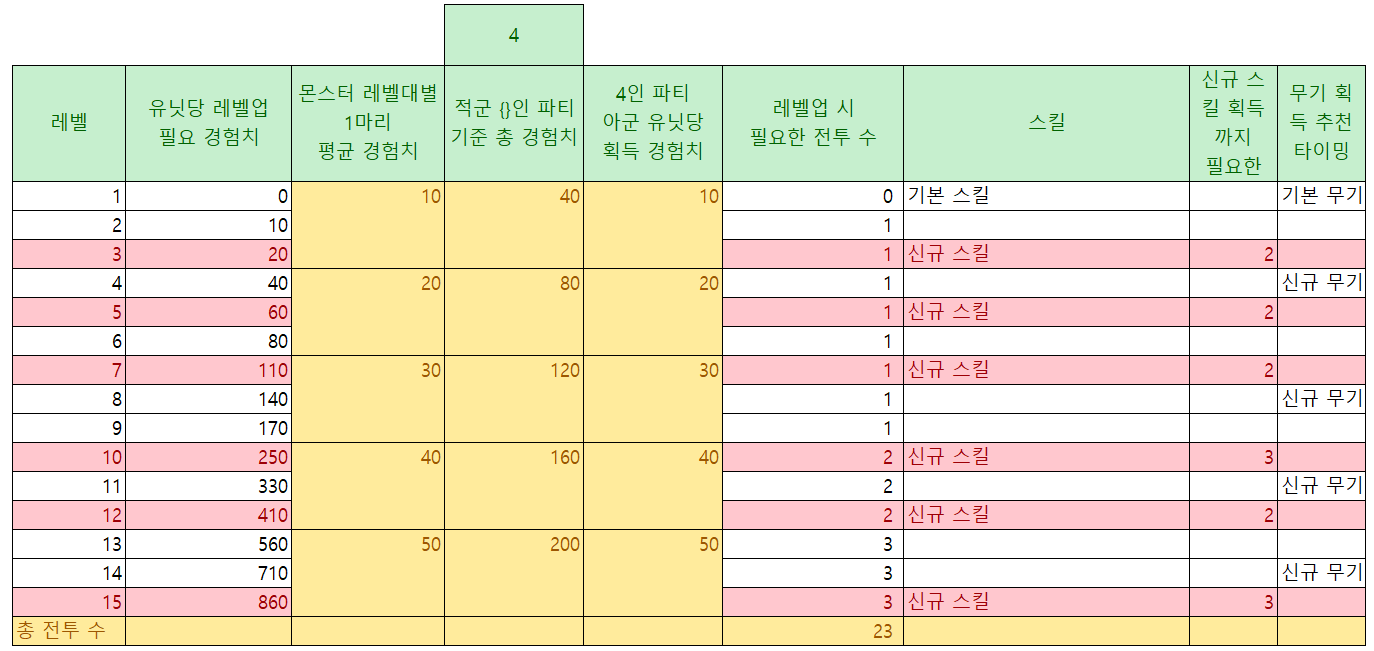 4
레벨
유닛당 레벨업
필요 경험치
몬스터 레벨대별
1마리
평균 경험치
적군 {}인 파티
기준 총 경험치
4인 파티
아군 유닛당
획득 경험치
레벨업 시
필요한 전투 수
스킬
신규 스
킬 획득
까지
필요한
무기 획
득 추천
타이밍
1 0 10 40 10 0 기본 스킬 기본 무기
2 10 1
3 20 1 신규 스킬 2
4 40 20 80 20 1 신규 무기
5 60 1 신규 스킬 2
6 80 1
7 110 30 120 30 1 신규 스킬 2
8 140 1 신규 무기
9 170 1
10 250 40 160 40 2 신규 스킬 3
11 330 2 신규 무기
12 410 2 신규 스킬 2
13 560 50 200 50 3
14 710 3 신규 무기
15 860 3 신규 스킬 3
총 전투 수 23